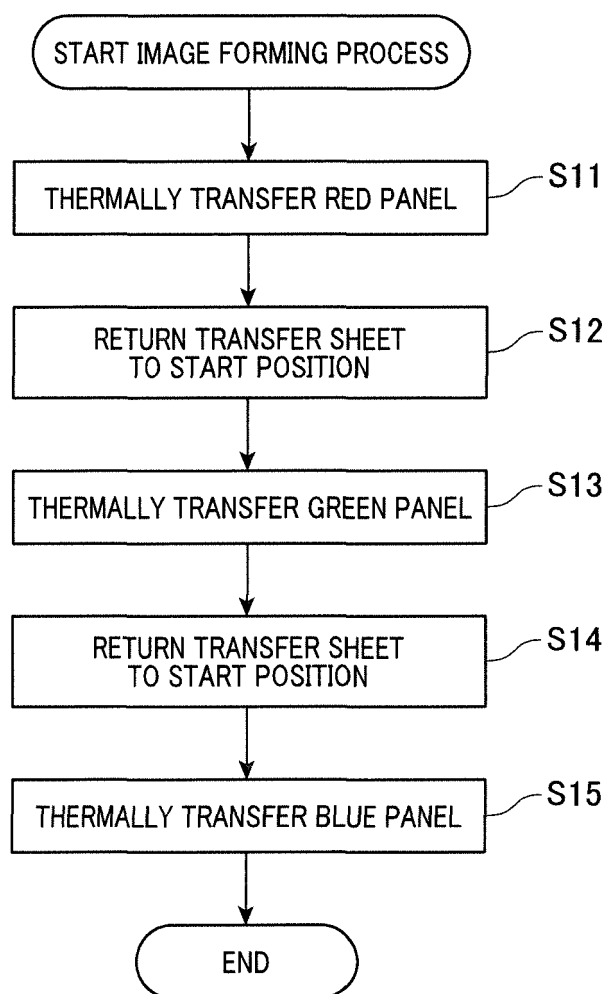 START IMAGE FORMING PROCESS
THERMALLY TRANSFER RED PANEL
S11
RETURN TRANSFER SHEET
TO START POSITION
S12
THERMALLY TRANSFER GREEN PANEL
S13
RETURN TRANSFER SHEET
TO START POSITION
S14
THERMALLY TRANSFER BLUE PANEL
S15
END